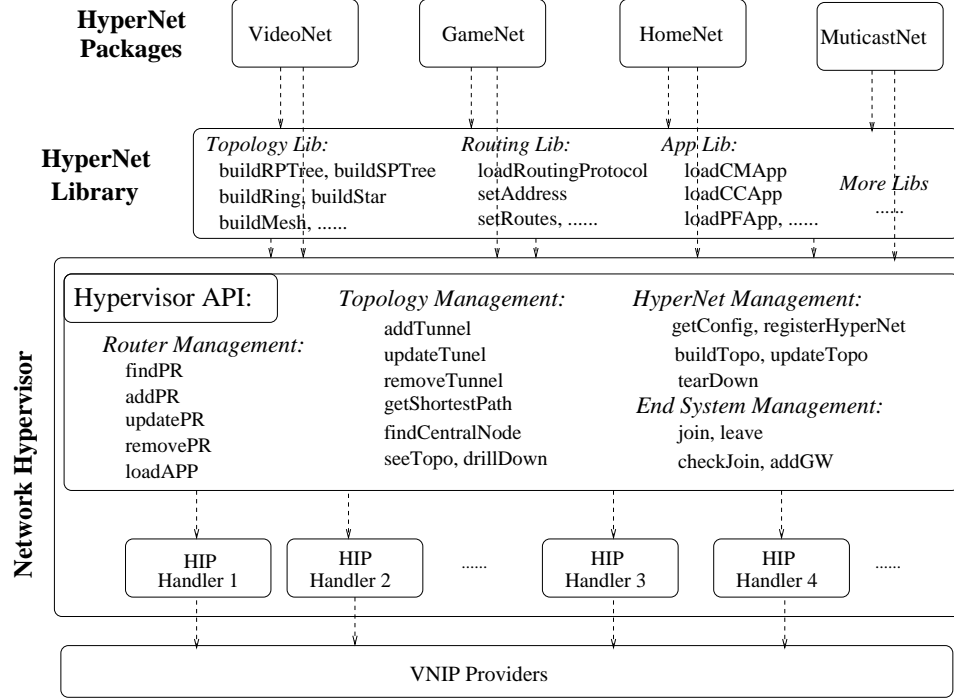 HyperNet
Packages
VideoNet
GameNet
HomeNet
MuticastNet
HyperNet
Library
Topology Lib:
buildRPTree, buildSPTree
buildRing, buildStar
buildMesh, ......
Routing Lib:
loadRoutingProtocol
setAddress
setRoutes, ......
App Lib:
loadCMApp
loadCCApp
loadPFApp, ......
More Libs
......
Network Hypervisor
Hypervisor API:
Router Management:
findPR
addPR
updatePR
removePR
loadAPP
Topology Management:
addTunnel
updateTunel
removeTunnel
getShortestPath
findCentralNode
seeTopo, drillDown
HyperNet Management:
getConfig, registerHyperNet
buildTopo, updateTopo
tearDown
End System Management:
join, leave
checkJoin, addGW
HIP
Handler 1
HIP
Handler 2
......
HIP
Handler 3
HIP
Handler 4
......
VNIP Providers